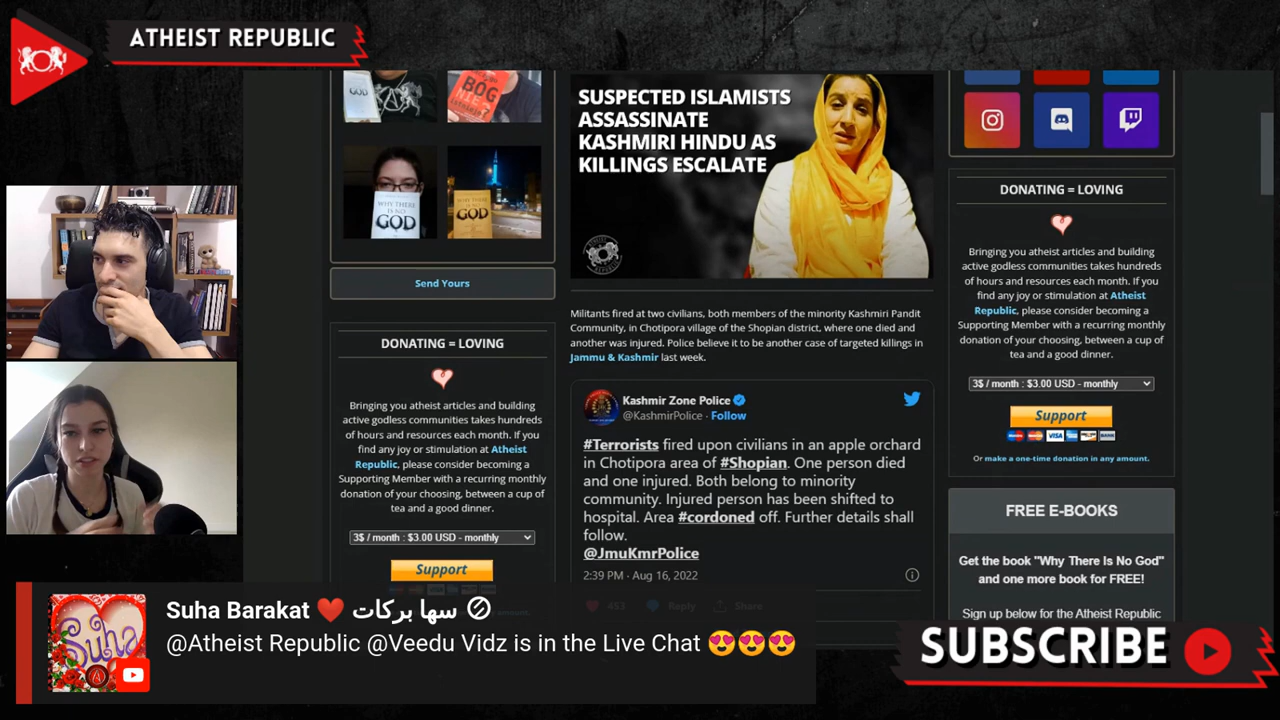 ATHEIST REPUBLIC
BOG
GOD
WHY THERE
IS NO
GOD
WHY THERE
IS NO
GOD
Send Yours
DONATING = LOVING
Bringing you atheist articles and building
active godless communities takes hundreds
of hours and resources each month. If you
find any joy or stimulation at Atheist
Republic, please consider becoming a
Supporting Member with a recurring monthly
donation of your choosing, between a cup of
tea and a good dinner.
3$ / month : $3.00 USD - monthly
Support
SUSPECTED ISLAMISTS
ASSASSINATE
KASHMIRI HINDU AS
KILLINGS ESCALATE
Militants fired at two civilians, both members of the minority Kashmiri Pandit
Community, in Chotipora village of the Shopian district, where one died and
another was injured. Police believe it to be another case of targeted killings in
Jammu & Kashmir last week.
Kashmir Zone Police
@KashmirPolice · Follow
#Terrorists fired upon civilians in an apple orchard
in Chotipora area of #Shopian. One person died
and one injured. Both belong to minority
community. Injured person has been shifted to
hospital. Area #cordoned off. Further details shall
follow.
@JmuKmrPolice
2:39 PM · Aug 16, 2022
453 Reply Share
DONATING = LOVING
Bringing you atheist articles and building
active godless communities takes hundreds
of hours and resources each month. If you
find any joy or stimulation at Atheist
Republic, please consider becoming a
Supporting Member with a recurring monthly
donation of your choosing, between a cup of
tea and a good dinner.
3$ / month : $3.00 USD - monthly
Support
VISA
Or make a one-time donation in any amount.
FREE E-BOOKS
Get the book "Why There Is No God"
and one more book for FREE!
Sign up below for the Atheist Republic
Suha
Suha Barakat ❤️ سها بركات
@Atheist Republic @Veedu Vidz is in the Live Chat 😍😍😍
SUBSCRIBE